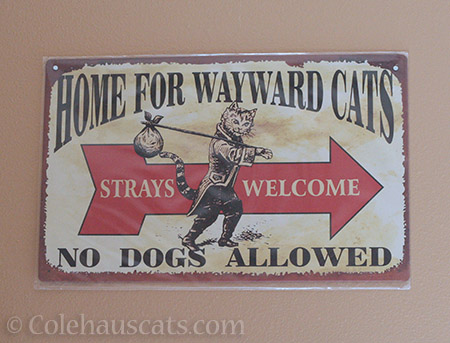 HOME FOR WAYWARD CATS
STRAYS WELCOME
NO DOGS ALLOWED
© Colehauscats.com